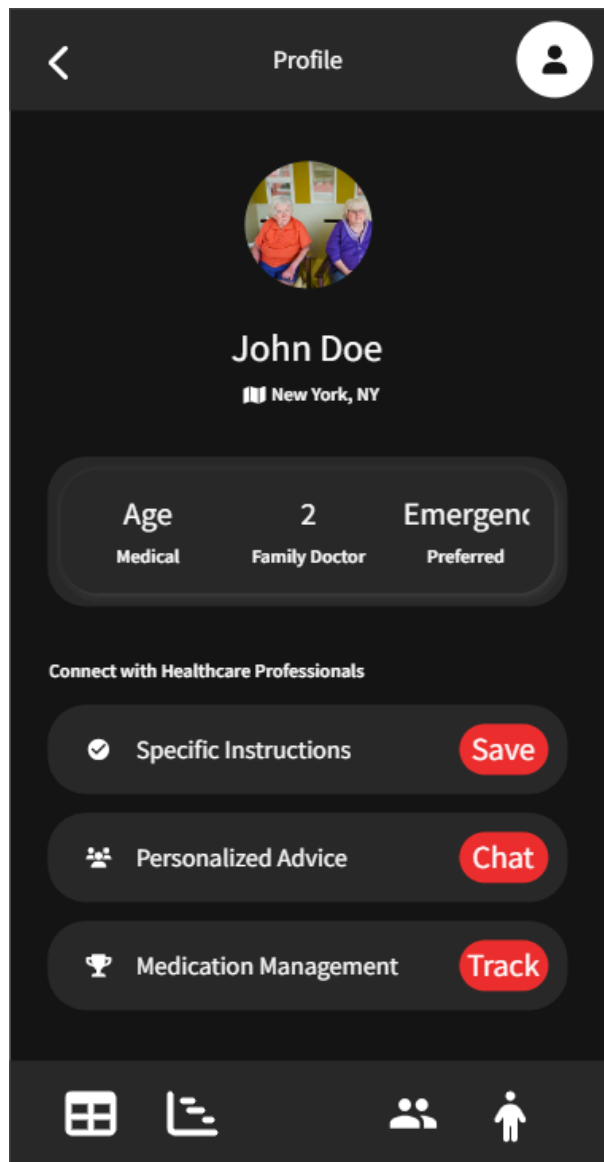 Profile
John Doe
New York, NY
Age 2 Emergenc
Medical Family Doctor Preferred
Connect with Healthcare Professionals
Specific Instructions Save
Personalized Advice Chat
Medication Management Track